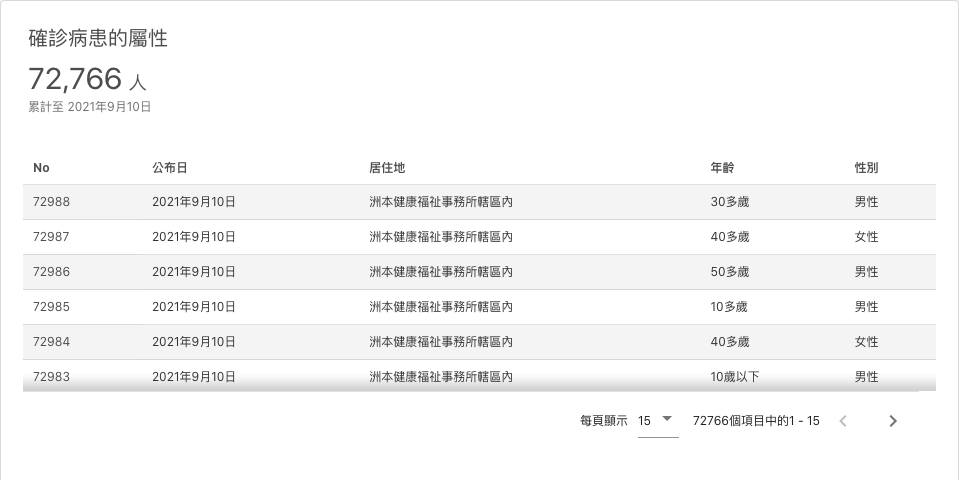 確診病患的屬性
72,766 人
累計至 2021年9月10日
No 公布日 居住地 年齡 性別
72988 2021年9月10日 洲本健康福祉事務所轄區內 30多歲 男性
72987 2021年9月10日 洲本健康福祉事務所轄區內 40多歲 女性
72986 2021年9月10日 洲本健康福祉事務所轄區內 50多歲 男性
72985 2021年9月10日 洲本健康福祉事務所轄區內 10多歲 男性
72984 2021年9月10日 洲本健康福祉事務所轄區內 40多歲 女性
72983 2021年9月10日 洲本健康福祉事務所轄區內 10歲以下 男性
每頁顯示 15 72766個項目中的1 - 15